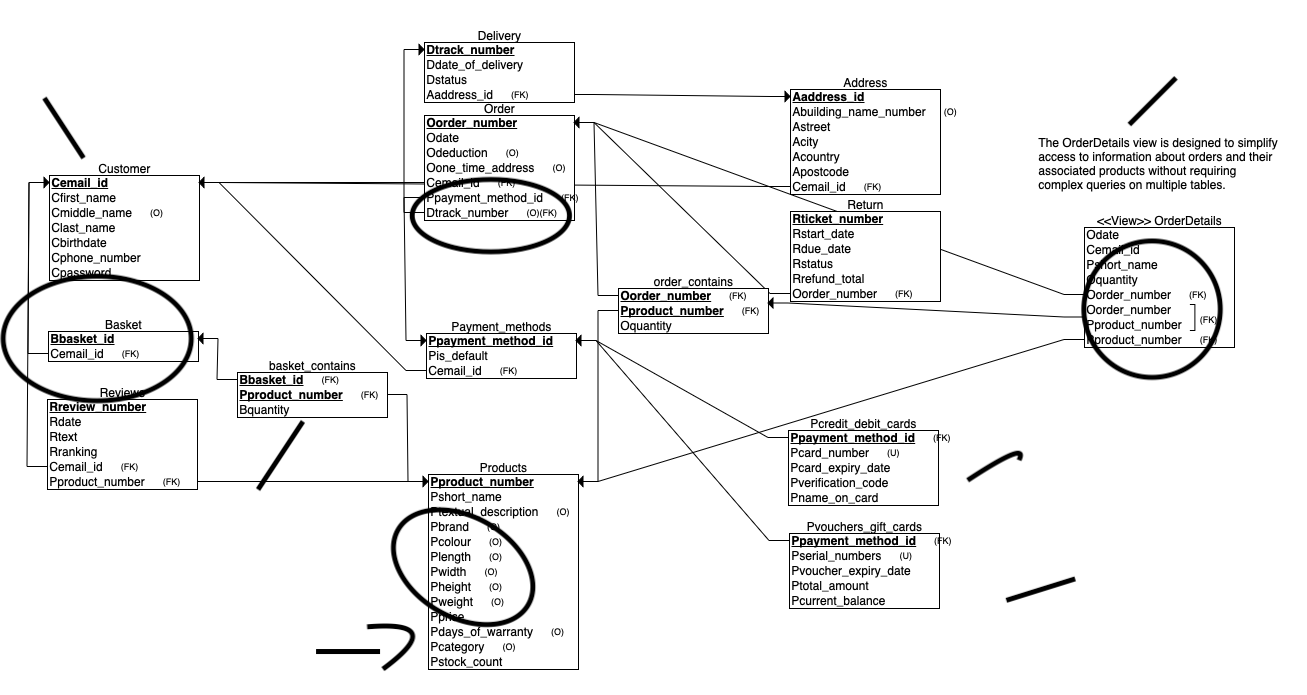 Delivery
Dtrack_number
Ddate_of_delivery
Dstatus
Aaddress_id (FK)
Order
Oorder_number
Odate
Odeduction (O)
Oone_time_address (O)
Cemail_id (FK)
Ppayment_method_id (FK)
Dtrack_number (O)(FK)
Address
Aaddress_id
Abuilding_name_number (O)
Astreet
Acity
Acountry
Apostcode
Cemail_id (FK)
The OrderDetails view is designed to simplify
access to information about orders and their
associated products without requiring
complex queries on multiple tables.
Customer
Cemail_id
Cfirst_name
Cmiddle_name (O)
Clast_name
Cbirthdate
Cphone_number
Cpassword
Return
Rticket_number
Rstart_date
Rdue_date
Rstatus
Rrefund_total
Oorder_number (FK)
<<View>> OrderDetails
Odate
Cemail_id
Pshort_name
Oquantity
Oorder_number (FK)
Oorder_number
Pproduct_number (FK)
Pproduct_number (FK)
order_contains
Oorder_number (FK)
Pproduct_number (FK)
Oquantity
Basket
Bbasket_id
Cemail_id (FK)
Payment_methods
Ppayment_method_id
Pis_default
Cemail_id (FK)
basket_contains
Bbasket_id (FK)
Pproduct_number (FK)
Bquantity
Reviews
Rreview_number
Rdate
Rtext
Rranking
Cemail_id (FK)
Pproduct_number (FK)
Pcredit_debit_cards
Ppayment_method_id (FK)
Pcard_number (U)
Pcard_expiry_date
Pverification_code
Pname_on_card
Products
Pproduct_number
Pshort_name
Ptextual_description (O)
Pbrand (O)
Pcolour (O)
Plength (O)
Pwidth (O)
Pheight (O)
Pweight (O)
Pprise
Pdays_of_warranty (O)
Pcategory (O)
Pstock_count
Pvouchers_gift_cards
Ppayment_method_id (FK)
Pserial_numbers (U)
Pvoucher_expiry_date
Ptotal_amount
Pcurrent_balance